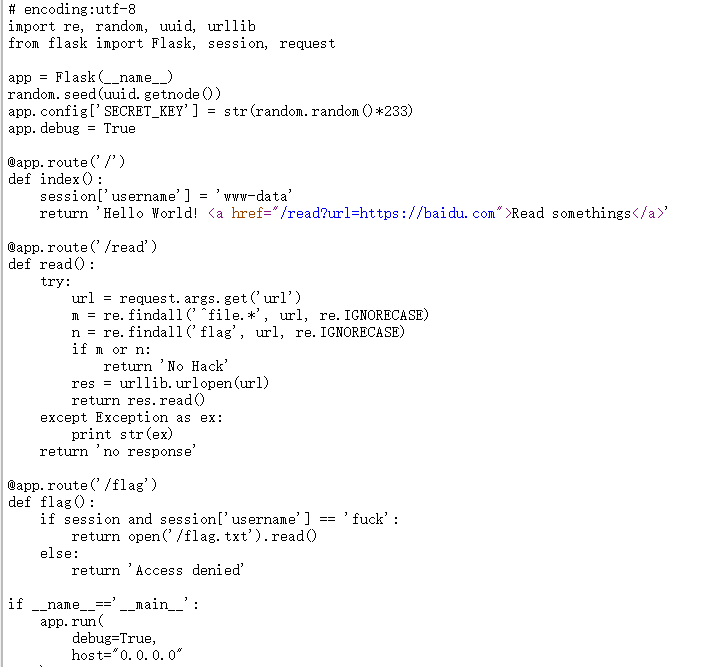 # encoding:utf-8
import re, random, uuid, urllib
from flask import Flask, session, request

app = Flask(__name__)
random.seed(uuid.getnode())
app.config['SECRET_KEY'] = str(random.random()*233)
app.debug = True

@app.route('/')
def index():
    session['username'] = 'www-data'
    return 'Hello World! <a href="/read?url=https://baidu.com">Read somethings</a>'

@app.route('/read')
def read():
    try:
        url = request.args.get('url')
        m = re.findall('^file.*', url, re.IGNORECASE)
        n = re.findall('flag', url, re.IGNORECASE)
        if m or n:
            return 'No Hack'
        res = urllib.urlopen(url)
        return res.read()
    except Exception as ex:
        print str(ex)
    return 'no response'

@app.route('/flag')
def flag():
    if session and session['username'] == 'fuck':
        return open('/flag.txt').read()
    else:
        return 'Access denied'

if __name__=='__main__':
    app.run(
        debug=True,
        host="0.0.0.0"